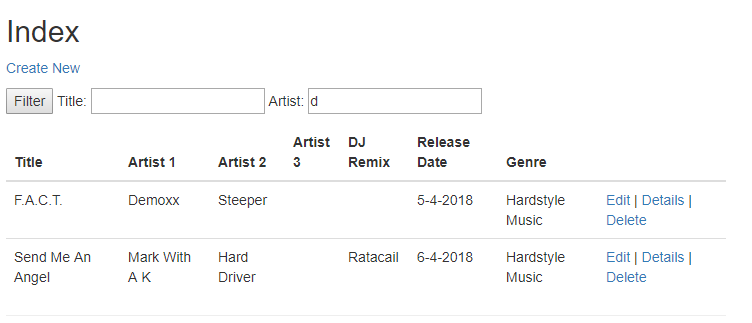 Index
Create New
Filter Title: Artist: d
Title Artist 1 Artist 2 Artist 3 DJ Remix Release Date Genre
F.A.C.T. Demoxx Steeper 5-4-2018 Hardstyle Music Edit | Details | Delete
Send Me An Angel Mark With A K Hard Driver Ratacail 6-4-2018 Hardstyle Music Edit | Details | Delete